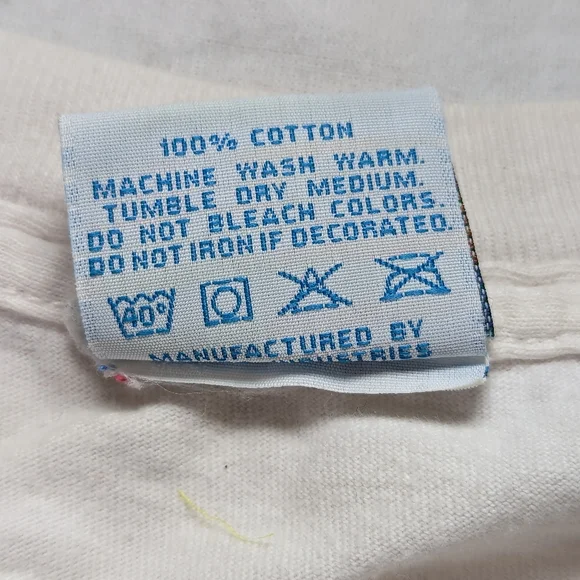 100% COTTON
MACHINE WASH WARM.
TUMBLE DRY MEDIUM.
DO NOT BLEACH COLORS.
DO NOT IRON IF DECORATED.
40°
MANUFACTURED BY
INDUSTRIES